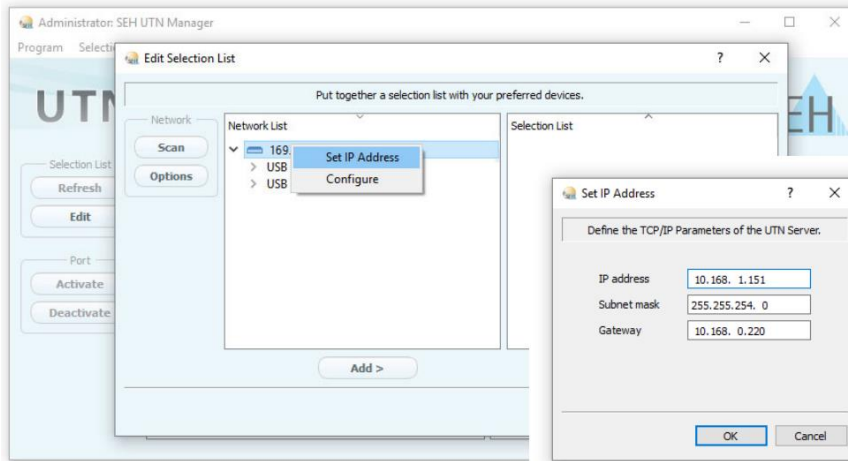 Administrator: SEH UTN Manager
Program
Edit Selection List
?
Put together a selection list with your preferred devices.
UTN
SEH
Network
Scan
Options
Network List
169.
USB
USB
Set IP Address
Configure
Selection List
Selection List
Refresh
Edit
Port
Activate
Deactivate
Add >
Set IP Address
?
Define the TCP/IP Parameters of the UTN Server.
IP address 10.168. 1.151
Subnet mask 255.255.254. 0
Gateway 10.168. 0.220
OK Cancel